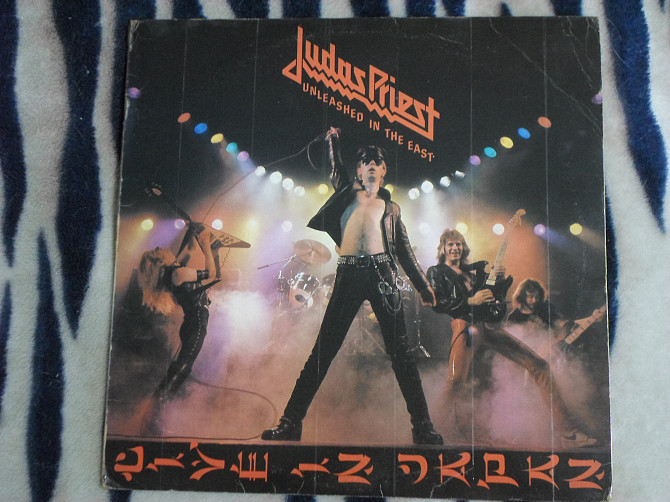 Judas Priest
UNLEASHED IN THE EAST
LIVE IN JAPAN